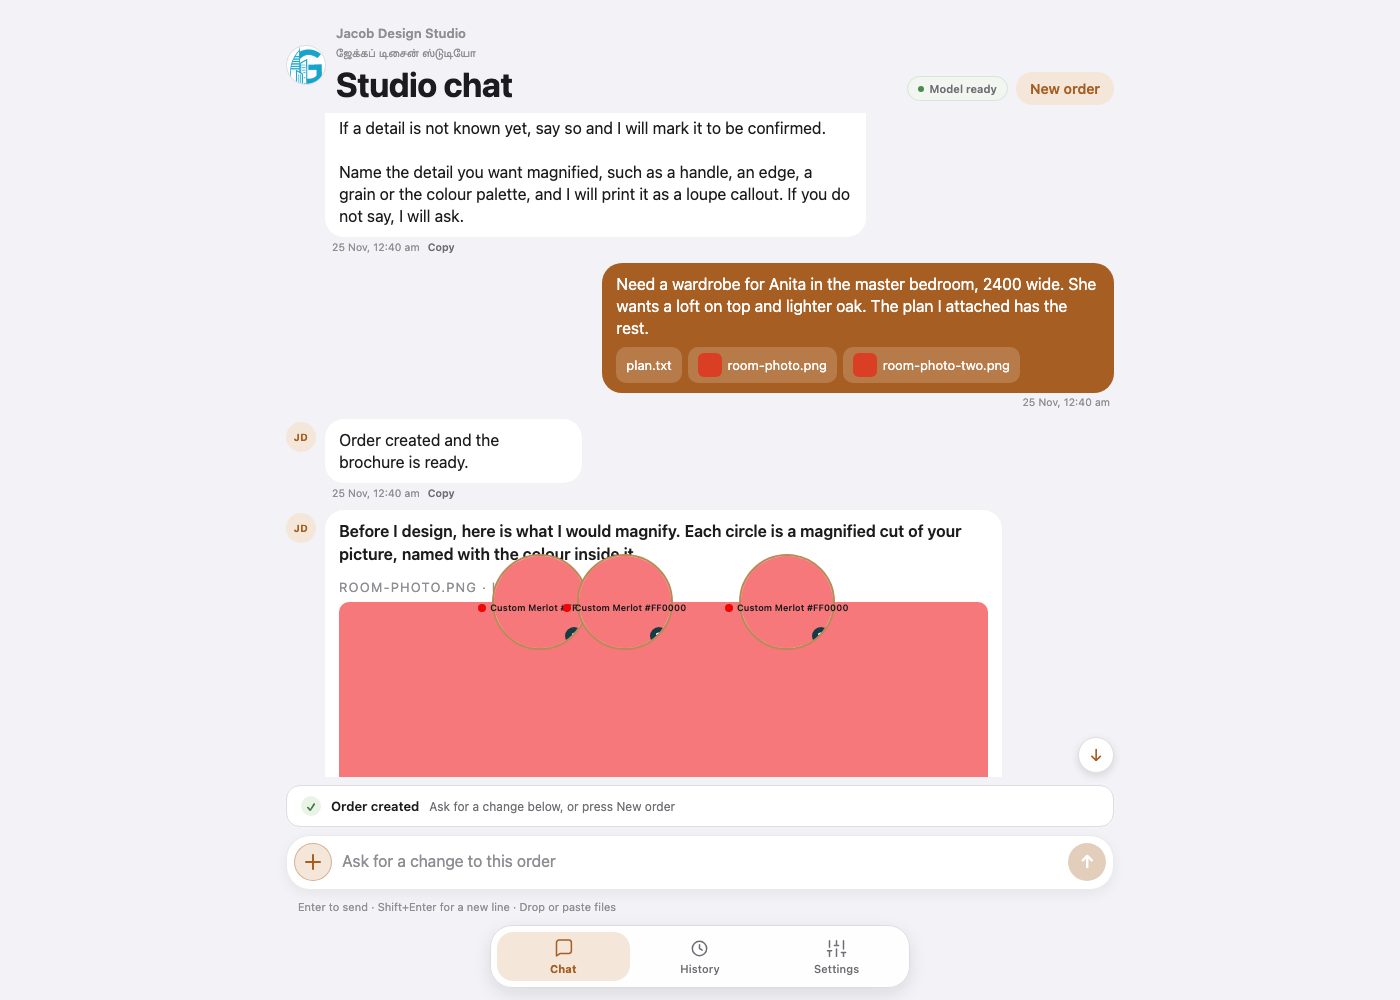 Jacob Design Studio
ஜேக்கப் டிசைன் ஸ்டுடியோ
Studio chat
Model ready
New order
If a detail is not known yet, say so and I will mark it to be confirmed.
Name the detail you want magnified, such as a handle, an edge, a
grain or the colour palette, and I will print it as a loupe callout. If you do
not say, I will ask.
25 Nov, 12:40 am Copy
Need a wardrobe for Anita in the master bedroom, 2400 wide. She
wants a loft on top and lighter oak. The plan I attached has the
rest.
plan.txt
room-photo.png
room-photo-two.png
25 Nov, 12:40 am
JD
Order created and the
brochure is ready.
25 Nov, 12:40 am Copy
JD
Before I design, here is what I would magnify. Each circle is a magnified cut of your
picture, named with the colour inside it
ROOM-PHOTO.PNG ·
Custom Merlot
Custom Merlot #FF0000
Custom Merlot #FF0000
Order created Ask for a change below, or press New order
Ask for a change to this order
Enter to send · Shift+Enter for a new line · Drop or paste files
Chat
History
Settings